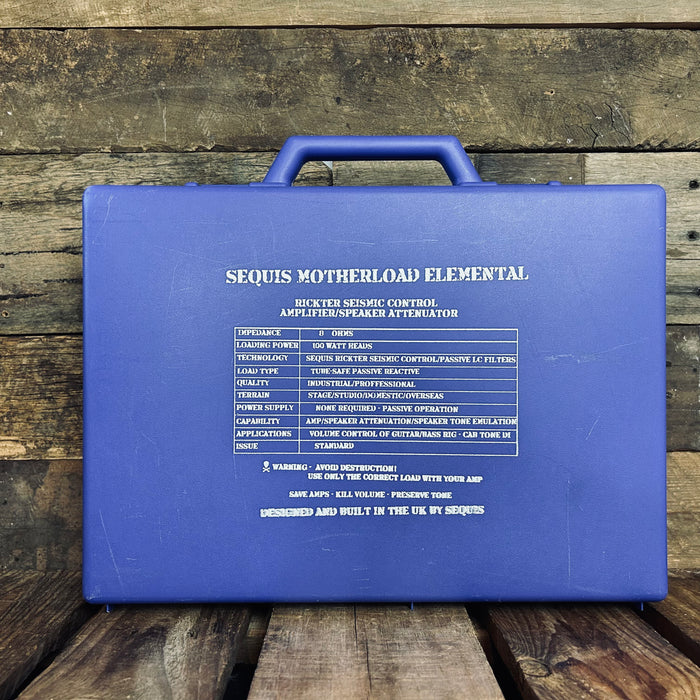 SEQUIS MOTHERLOAD ELEMENTAL
RICKTER SEISMIC CONTROL
AMPLIFIER/SPEAKER ATTENUATOR
IMPEDANCE 8 OHMS
LOADING POWER 100 WATT HEADS
TECHNOLOGY SEQUIS RICKTER SEISMIC CONTROL/PASSIVE LC FILTERS
LOAD TYPE TUBE-SAFE PASSIVE REACTIVE
QUALITY INDUSTRIAL/PROFFESSIONAL
TERRAIN STAGE/STUDIO/DOMESTIC/OVERSEAS
POWER SUPPLY NONE REQUIRED - PASSIVE OPERATION
CAPABILITY AMP/SPEAKER ATTENUATION/SPEAKER TONE EMULATION
APPLICATIONS VOLUME CONTROL OF GUITAR/BASS RIG - CAB TONE DI
ISSUE STANDARD
WARNING - AVOID DESTRUCTION!
USE ONLY THE CORRECT LOAD WITH YOUR AMP
SAVE AMPS - KILL VOLUME - PRESERVE TONE
DESIGNED AND BUILT IN THE UK BY SEQUIS